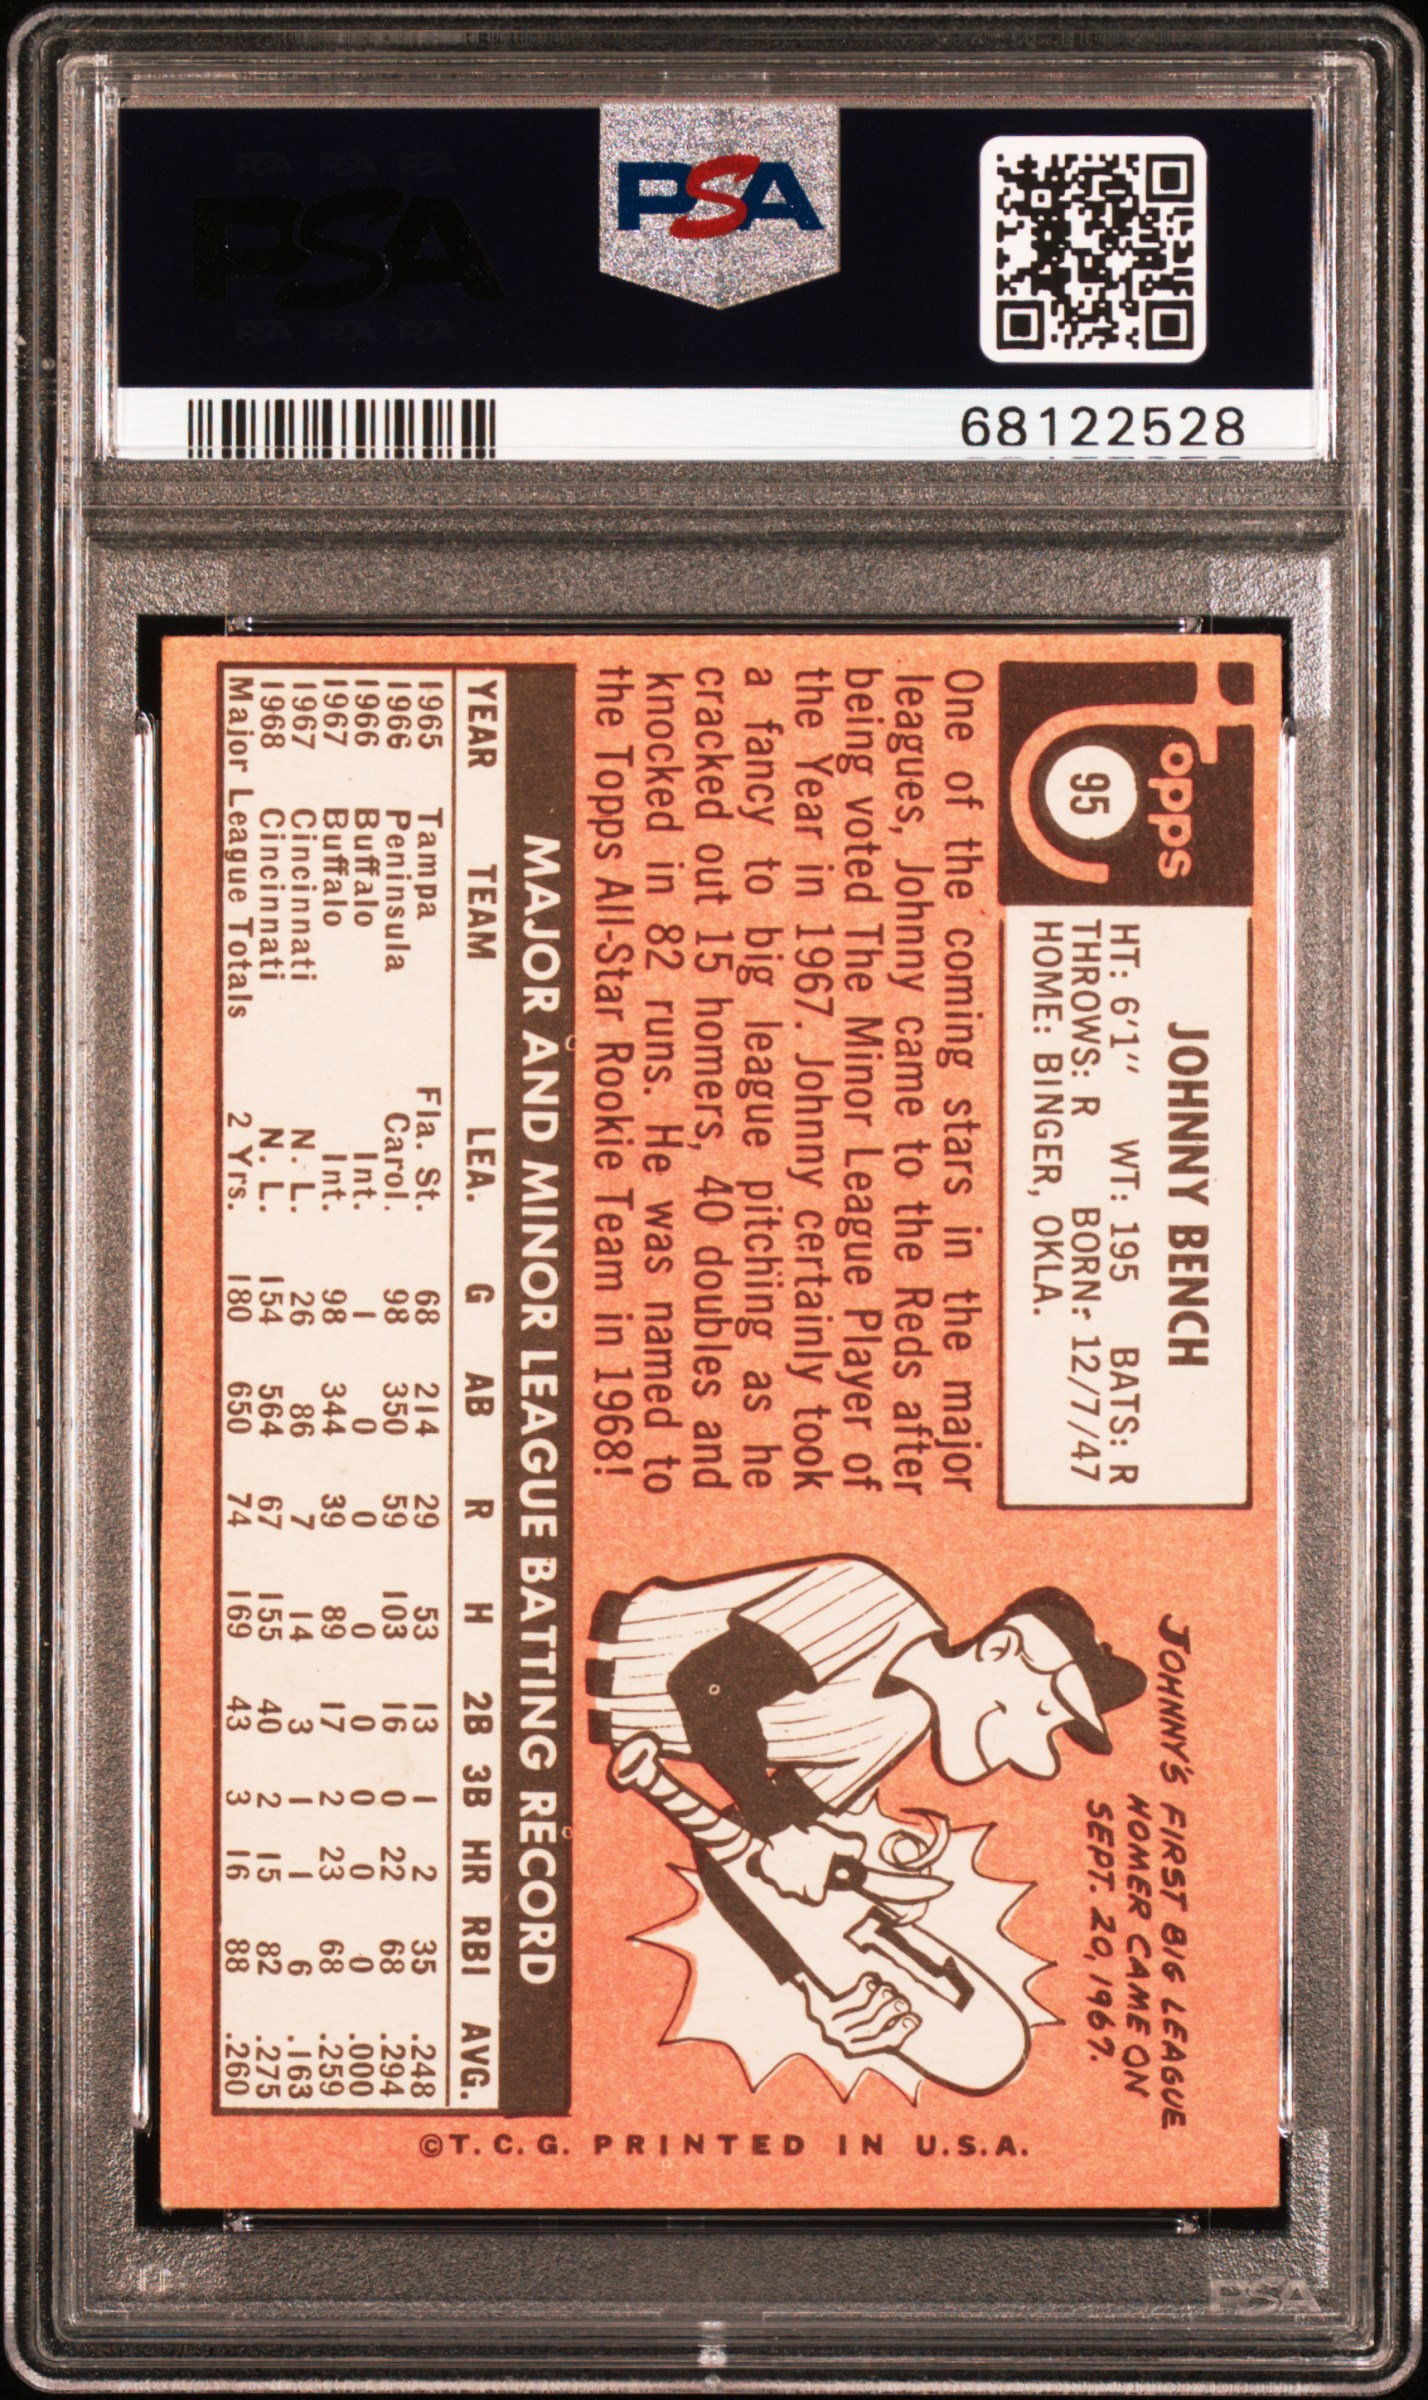 PSA PSA PSA
PSA
PSA PSA PSA
PSA
68122528
Topps
95
JOHNNY BENCH
HT: 6'1" WT: 195 BATS: R
THROWS: R BORN: 12/7/47
HOME: BINGER, OKLA.
One of the coming stars in the major
leagues, Johnny came to the Reds after
being voted The Minor League Player of
the Year in 1967. Johnny certainly took
a fancy to big league pitching as he
cracked out 15 homers, 40 doubles and
knocked in 82 runs. He was named to
the Topps All-Star Rookie Team in 1968!
JOHNNY'S FIRST BIG LEAGUE
HOMER CAME ON
SEPT. 20, 1967.
MAJOR AND MINOR LEAGUE BATTING RECORD
YEAR TEAM LEA. G AB R H 2B 3B HR RBI AVG.
1965 Tampa Fla. St. 68 214 29 53 13 1 2 35 .248
1966 Peninsula Carol. 98 350 59 103 16 0 22 68 .294
1966 Buffalo Int. 1 0 0 0 0 0 0 0 .000
1967 Buffalo Int. 98 344 39 89 17 2 23 68 .259
1967 Cincinnati N. L. 26 86 7 14 3 1 1 6 .163
1968 Cincinnati N. L. 154 564 67 155 40 2 15 82 .275
Major League Totals 2 Yrs. 180 650 74 169 43 3 16 88 .260
©T. C. G. PRINTED IN U.S.A.
PSA